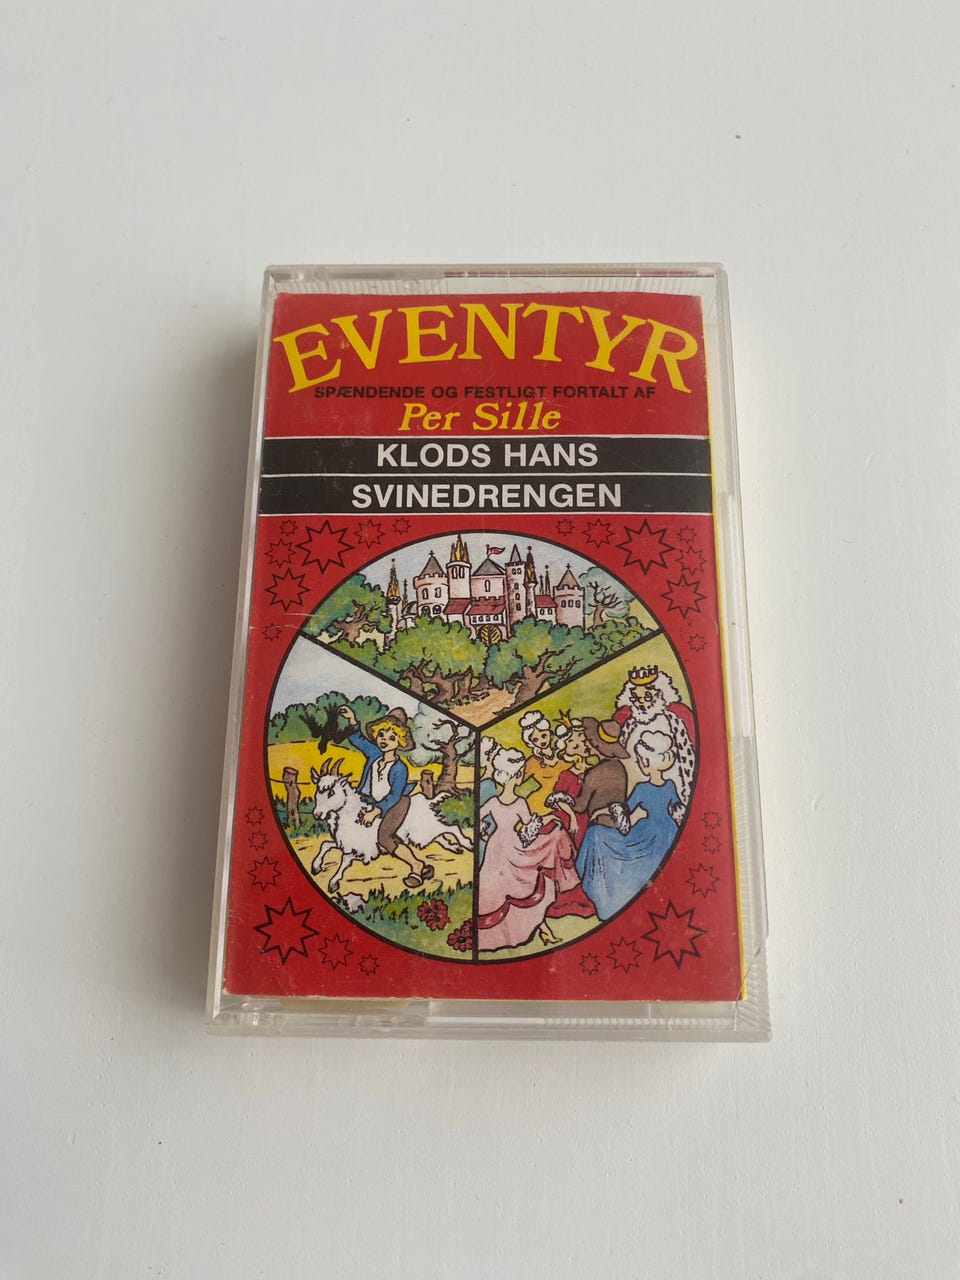 EVENTYR
SPÆNDENDE OG FESTLIGT FORTALT AF
Per Sille
KLODS HANS
SVINEDRENGEN